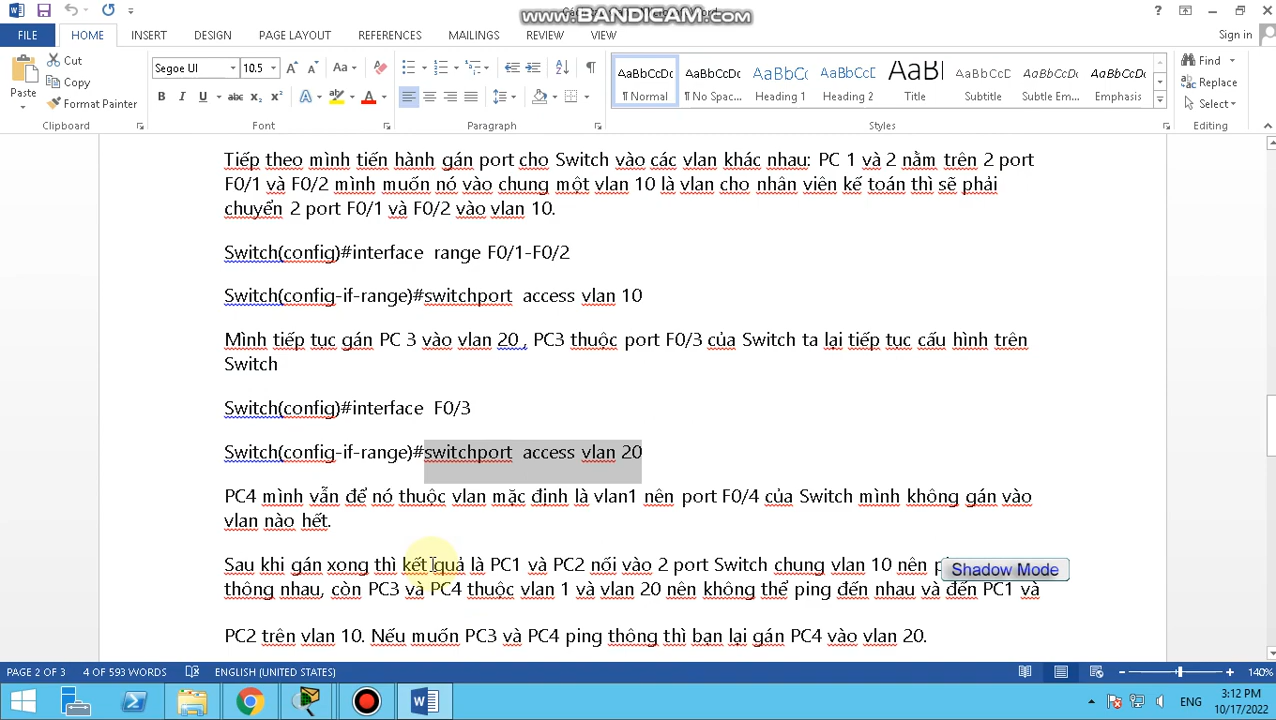 www.BANDICAM.com
Sign in
FILE HOME INSERT DESIGN PAGE LAYOUT REFERENCES MAILINGS REVIEW VIEW
Cut
Copy
Paste
Format Painter
Segoe UI 10.5
AaBbCcDc AaBbCcDc AaBbCc AaBbCc AaBl AaBbCcD AaBbCcDc AaBbCcDc
¶ Normal ¶ No Spac... Heading 1 Heading 2 Title Subtitle Subtle Em... Emphasis
Find
Replace
Select
Clipboard Font Paragraph Styles Editing
Tiếp theo mình tiến hành gán port cho Switch vào các vlan khác nhau: PC 1 và 2 nằm trên 2 port
F0/1 và F0/2 mình muốn nó vào chung một vlan 10 là vlan cho nhân viên kế toán thì sẽ phải
chuyển 2 port F0/1 và F0/2 vào vlan 10.
Switch(config)#interface range F0/1-F0/2
Switch(config-if-range)#switchport access vlan 10
Mình tiếp tục gán PC 3 vào vlan 20 , PC3 thuộc port F0/3 của Switch ta lại tiếp tục cấu hình trên
Switch
Switch(config)#interface F0/3
Switch(config-if-range)#switchport access vlan 20
PC4 mình vẫn để nó thuộc vlan mặc định là vlan1 nên port F0/4 của Switch mình không gán vào
vlan nào hết.
Sau khi gán xong thì kết quả là PC1 và PC2 nối vào 2 port Switch chung vlan 10 nên
Shadow Mode
thông nhau, còn PC3 và PC4 thuộc vlan 1 và vlan 20 nên không thể ping đến nhau và đến PC1 và
PC2 trên vlan 10. Nếu muốn PC3 và PC4 ping thông thì bạn lại gán PC4 vào vlan 20.
PAGE 2 OF 3 4 OF 593 WORDS ENGLISH (UNITED STATES) 140%
ENG 3:12 PM
10/17/2022